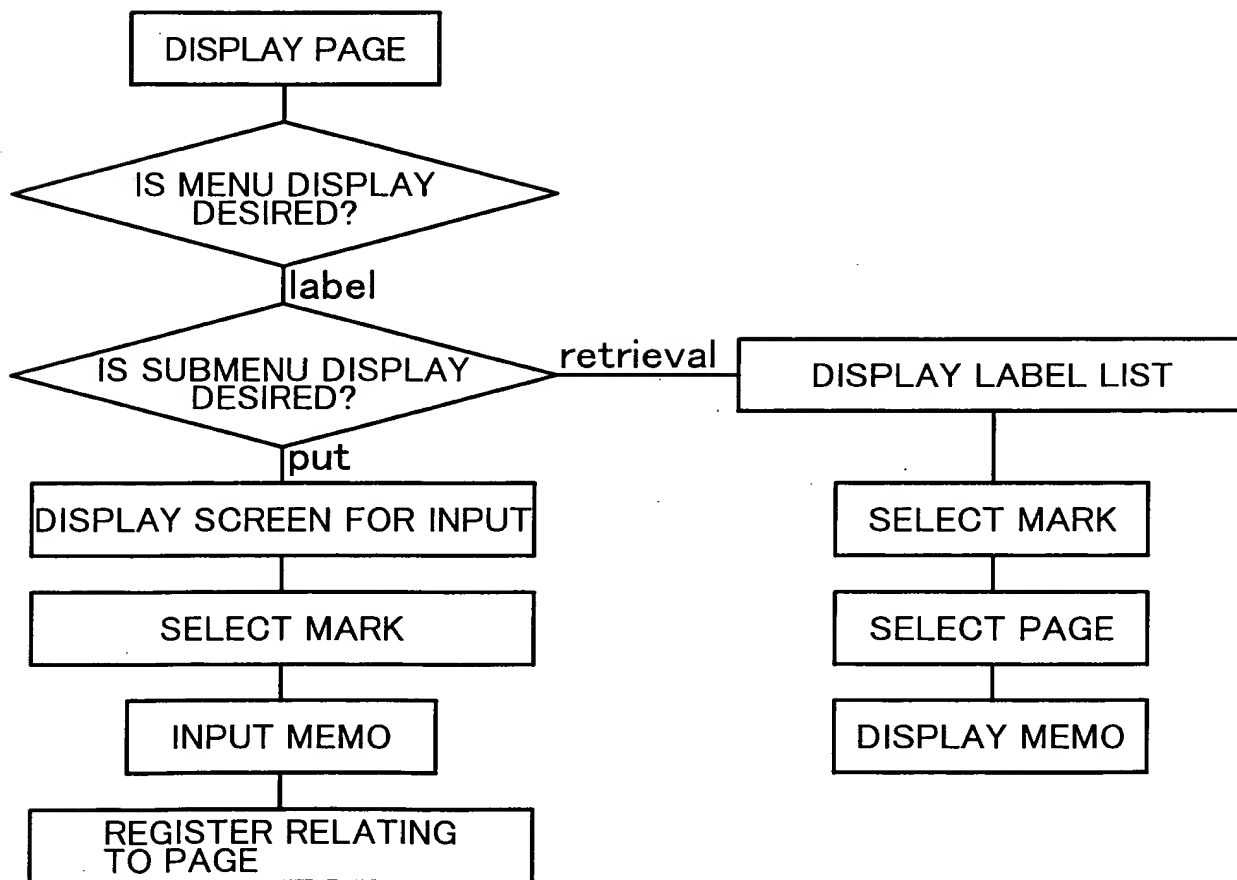 DISPLAY PAGE
IS MENU DISPLAY
DESIRED?
label
IS SUBMENU DISPLAY
DESIRED?
retrieval
DISPLAY LABEL LIST
put
DISPLAY SCREEN FOR INPUT
SELECT MARK
INPUT MEMO
REGISTER RELATING
TO PAGE
SELECT MARK
SELECT PAGE
DISPLAY MEMO